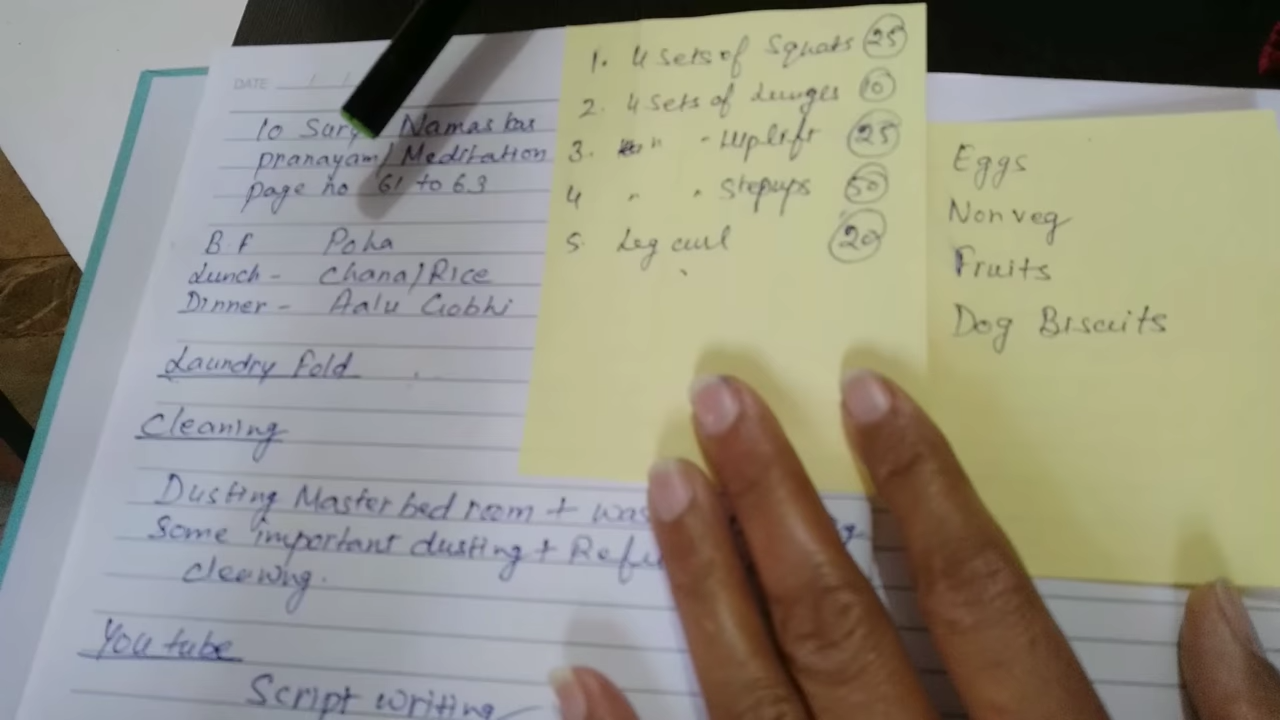 DATE / /
10 Surya Namaskar
pranayam/ Meditation
page no 61 to 63
B.F Poha
Lunch - Chana/Rice
Dinner - Aalu Gobhi
Laundry Fold
Cleaning
Dusting Master bed room +
some important dusting +
cleaning.
You tube
Script writing
1. 4 sets of Squats 25
2. 4 sets of Lunges 10
3. " - uplift 25
4 " " Stepups 50
5. Leg curl 20
Eggs
Nonveg
Fruits
Dog Biscuits